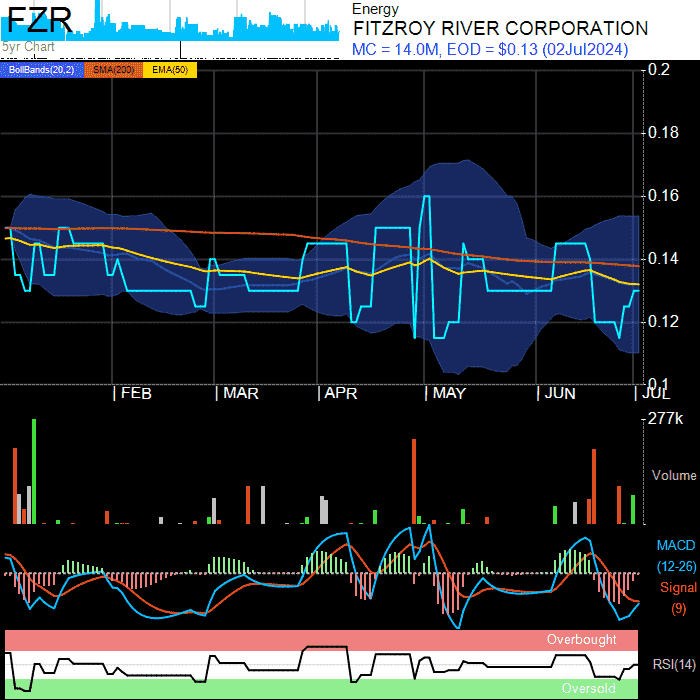 FZR
Energy
FITZROY RIVER CORPORATION
5yr Chart
MC = 14.0M, EOD = $0.13 (02Jul2024)
BollBands(20,2) SMA(200) EMA(50)
0.2
0.18
0.16
0.14
0.12
0.1
FEB MAR APR MAY JUN JUL
277k
Volume
MACD
(12-26)
Signal
(9)
Overbought
RSI(14)
Oversold